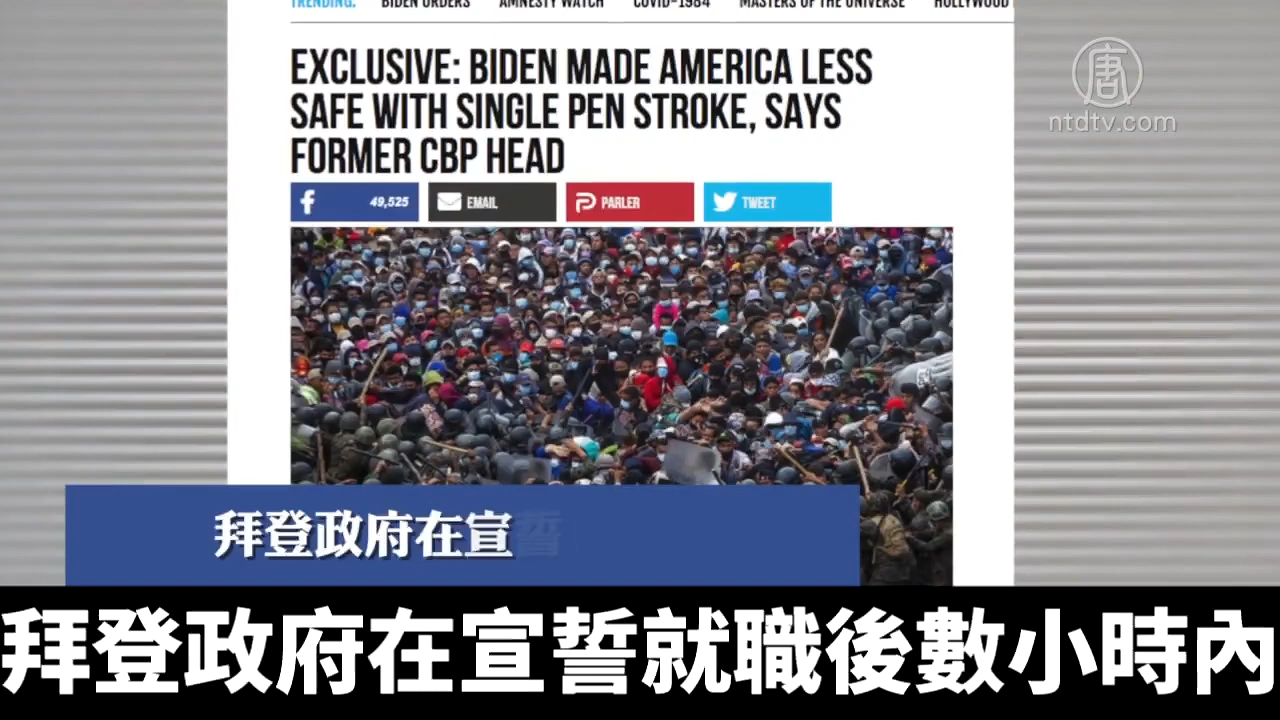 TRENDING: BIDEN ORDERS AMNESTY WATCH COVID-1984 MASTERS OF THE UNIVERSE HOLLYWOOD
EXCLUSIVE: BIDEN MADE AMERICA LESS
SAFE WITH SINGLE PEN STROKE, SAYS
FORMER CBP HEAD
唐
ntdtv.com
49,525 EMAIL PARLER TWEET
拜登政府在宣誓
拜登政府在宣誓就職後數小時內